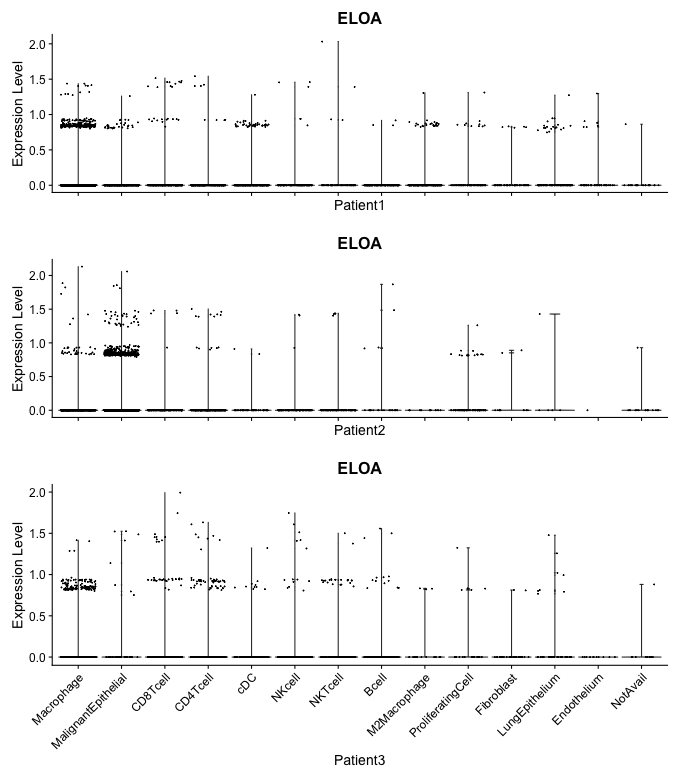 ELOA
Expression Level
2.0
1.5
1.0
0.5
0.0
Patient1
ELOA
Expression Level
2.0
1.5
1.0
0.5
0.0
Patient2
ELOA
Expression Level
2.0
1.5
1.0
0.5
0.0
Macrophage
MalignantEpithelial
CD8Tcell
CD4Tcell
cDC
NKcell
NKTcell
Bcell
M2Macrophage
ProliferatingCell
Fibroblast
LungEpithelium
Endothelium
NotAvail
Patient3